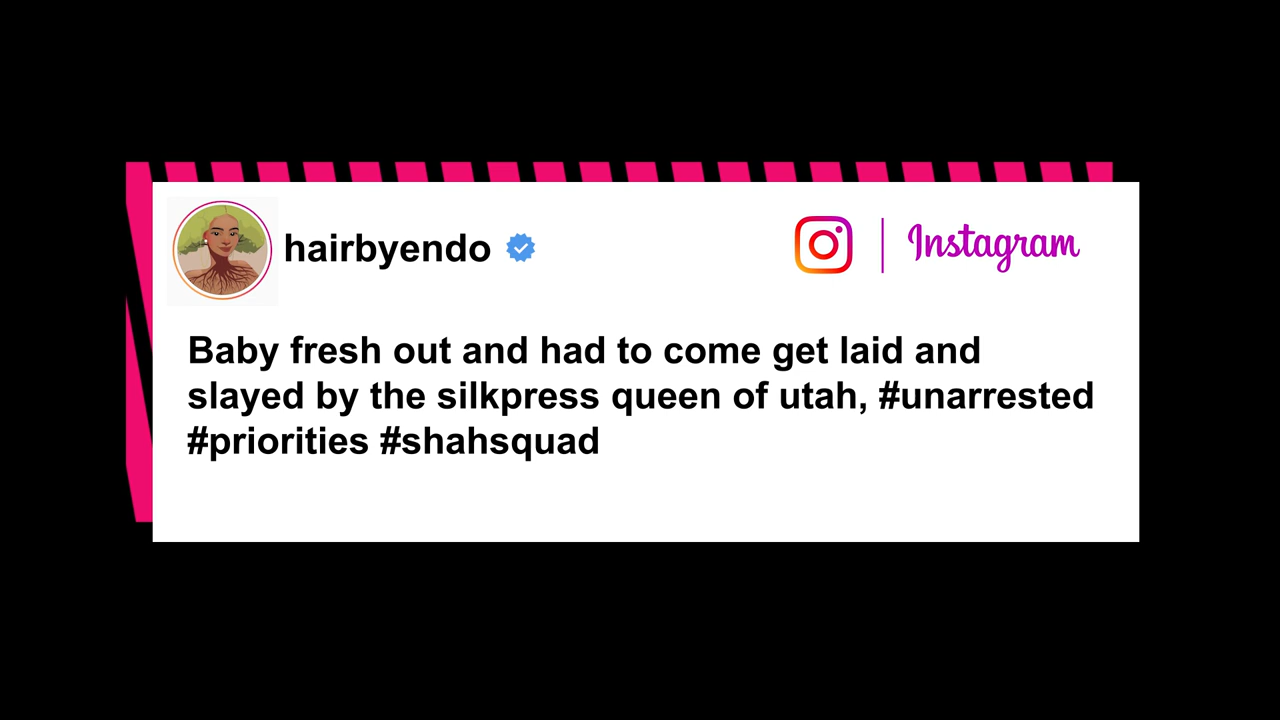 hairbyendo
Instagram
Baby fresh out and had to come get laid and
slayed by the silkpress queen of utah, #unarrested
#priorities #shahsquad